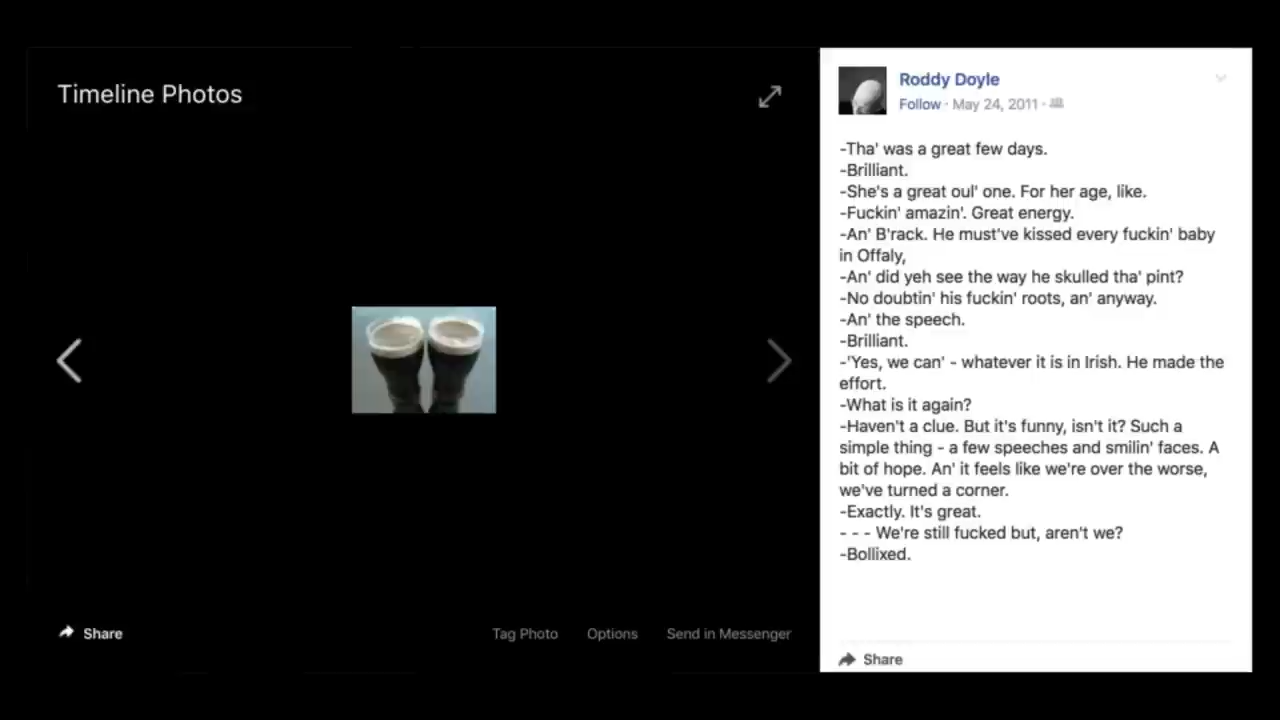 Timeline Photos
Roddy Doyle
Follow · May 24, 2011 ·
-Tha' was a great few days.
-Brilliant.
-She's a great oul' one. For her age, like.
-Fuckin' amazin'. Great energy.
-An' B'rack. He must've kissed every fuckin' baby
in Offaly,
-An' did yeh see the way he skulled tha' pint?
-No doubtin' his fuckin' roots, an' anyway.
-An' the speech.
-Brilliant.
-'Yes, we can' - whatever it is in Irish. He made the
effort.
-What is it again?
-Haven't a clue. But it's funny, isn't it? Such a
simple thing - a few speeches and smilin' faces. A
bit of hope. An' it feels like we're over the worse,
we've turned a corner.
-Exactly. It's great.
- - - We're still fucked but, aren't we?
-Bollixed.
Share
Tag Photo Options Send in Messenger
Share